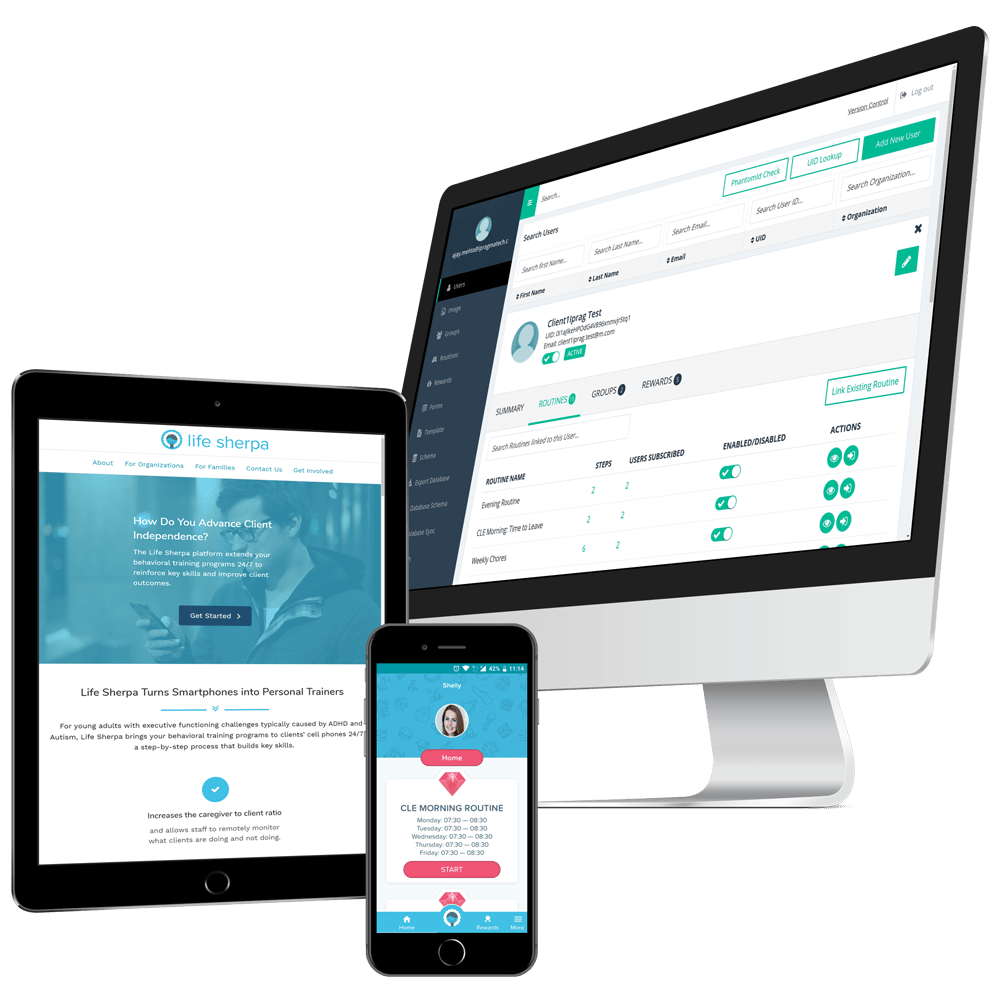 Version Control
Log out
Search...
PhantomId Check
UID Lookup
Add New User
ajay.mehta@ipragmatech.c
Search Users
Search first Name...
Search Last Name...
Search Email...
Search User ID...
Search Organization...
First Name
Last Name
Email
UID
Organization
Users
Image
Groups
Routines
Rewards
Forms
Template
Schema
Export Database
Database Schema
tabase Sync
Client1Iprag Test
Email: client1iprag.test@m.com
ACTIVE
SUMMARY
ROUTINES
GROUPS 2
REWARDS
Link Existing Routine
Search Routines linked to this User...
ROUTINE NAME
STEPS
USERS SUBSCRIBED
ENABLED/DISABLED
ACTIONS
Evening Routine
2
2
CLE Morning: Time to Leave
2
2
Weekly Chores
6
2
life sherpa
About For Organizations For Families Contact Us Get Involved
How Do You Advance Client
Independence?
The Life Sherpa platform extends your
behavioral training programs 24/7 to
reinforce key skills and improve client
outcomes.
Get Started
Life Sherpa Turns Smartphones into Personal Trainers
For young adults with executive functioning challenges typically caused by ADHD and
Autism, Life Sherpa brings your behavioral training programs to clients' cell phones 24/7
a step-by-step process that builds key skills.
Increases the caregiver to client ratio
and allows staff to remotely monitor
what clients are doing and not doing.
42% 11:14
Shelly
Home
CLE MORNING ROUTINE
Monday: 07:30 — 08:30
Tuesday: 07:30 — 08:30
Wednesday: 07:30 — 08:30
Thursday: 07:30 — 08:30
Friday: 07:30 — 08:30
START
Home
Rewards
More